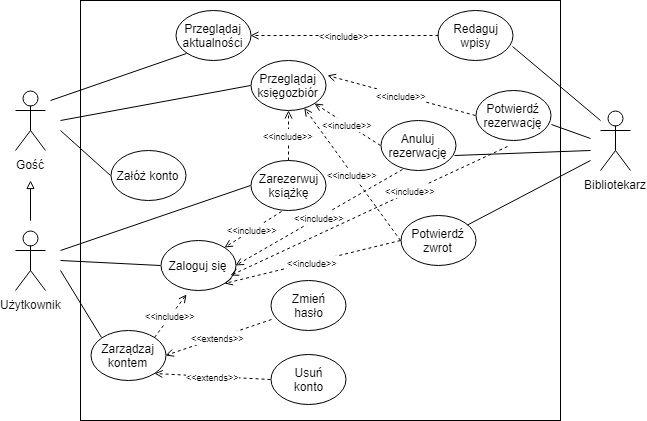 Przeglądaj
aktualności
<<include>>
Redaguj
wpisy
Przeglądaj
księgozbiór
<<include>>
Potwierdź
rezerwację
Gość
<<include>>
<<include>>
Anuluj
rezerwację
Bibliotekarz
Załóż konto
Zarezerwuj
książkę
<<include>>
<<include>>
<<include>>
<<include>>
Potwierdź
zwrot
Użytkownik
Zaloguj się
<<include>>
<<include>>
Zmień
hasło
<<extends>>
Zarządzaj
kontem
<<extends>>
Usuń
konto